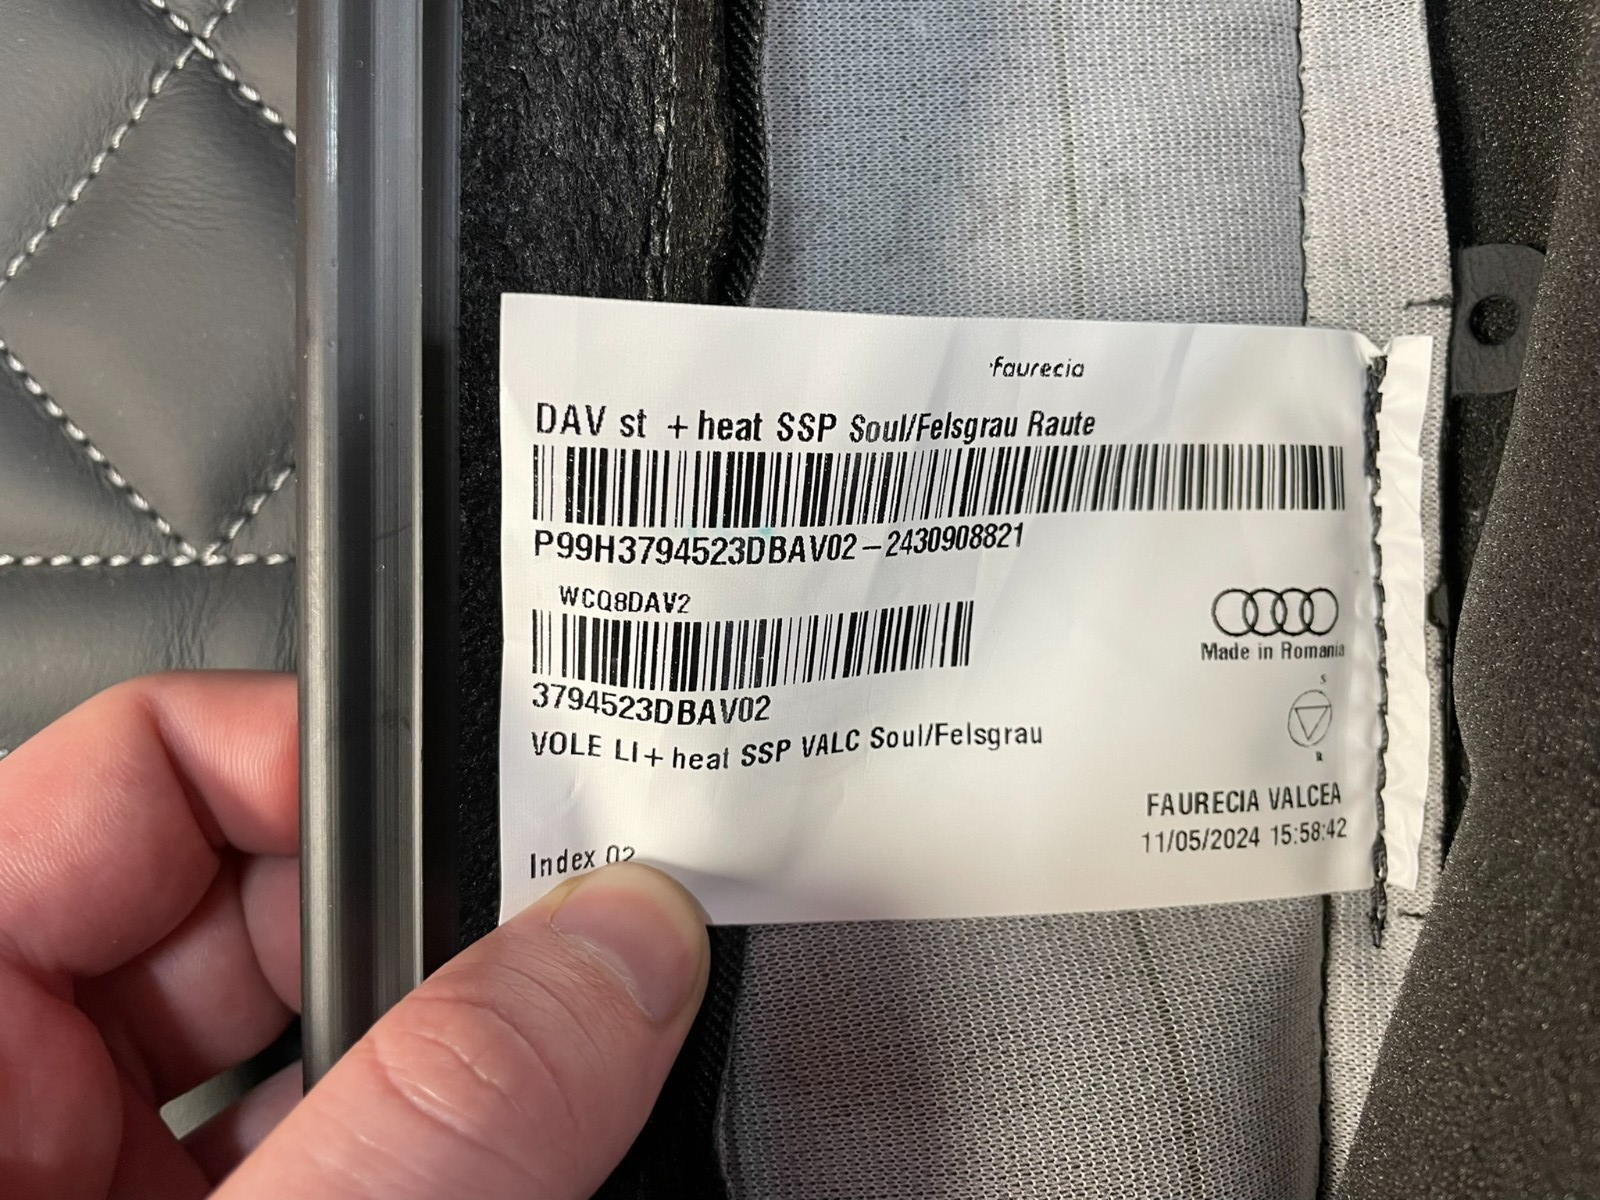 faurecia
DAV st + heat SSP Soul/Felsgrau Raute
P99H3794523DBAV02-2430908821
WCQ8DAV2
3794523DBAV02
VOLE LI+ heat SSP VALC Soul/Felsgrau
Made in Romania
S
R
FAURECIA VALCEA
11/05/2024 15:58:42
Index 02